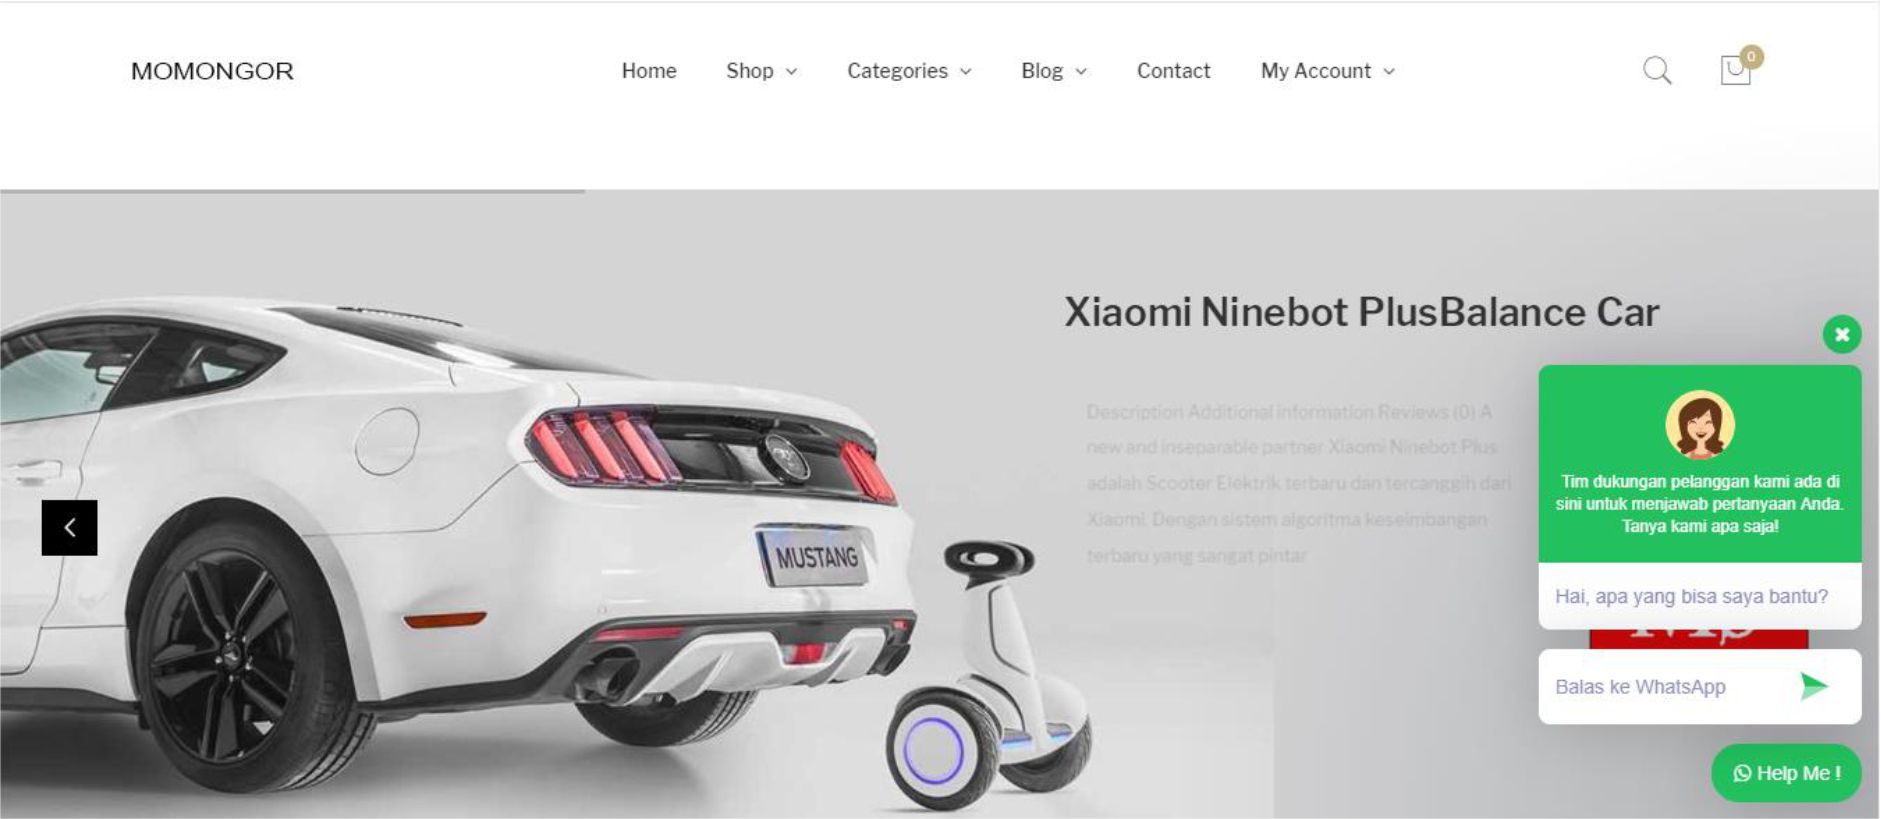 MOMONGOR
Home
Shop
Categories
Blog
Contact
My Account
0
Xiaomi Ninebot PlusBalance Car
Description Additional information Reviews (0) A
new and inseparable partner Xiaomi Ninebot Plus
adalah Scooter Elektrik terbaru dan tercanggih dari
Xiaomi. Dengan sistem algoritma keseimbangan
terbaru yang sangat pintar
MUSTANG
Tim dukungan pelanggan kami ada di
sini untuk menjawab pertanyaan Anda.
Tanya kami apa saja!
Hai, apa yang bisa saya bantu?
Balas ke WhatsApp
Help Me !